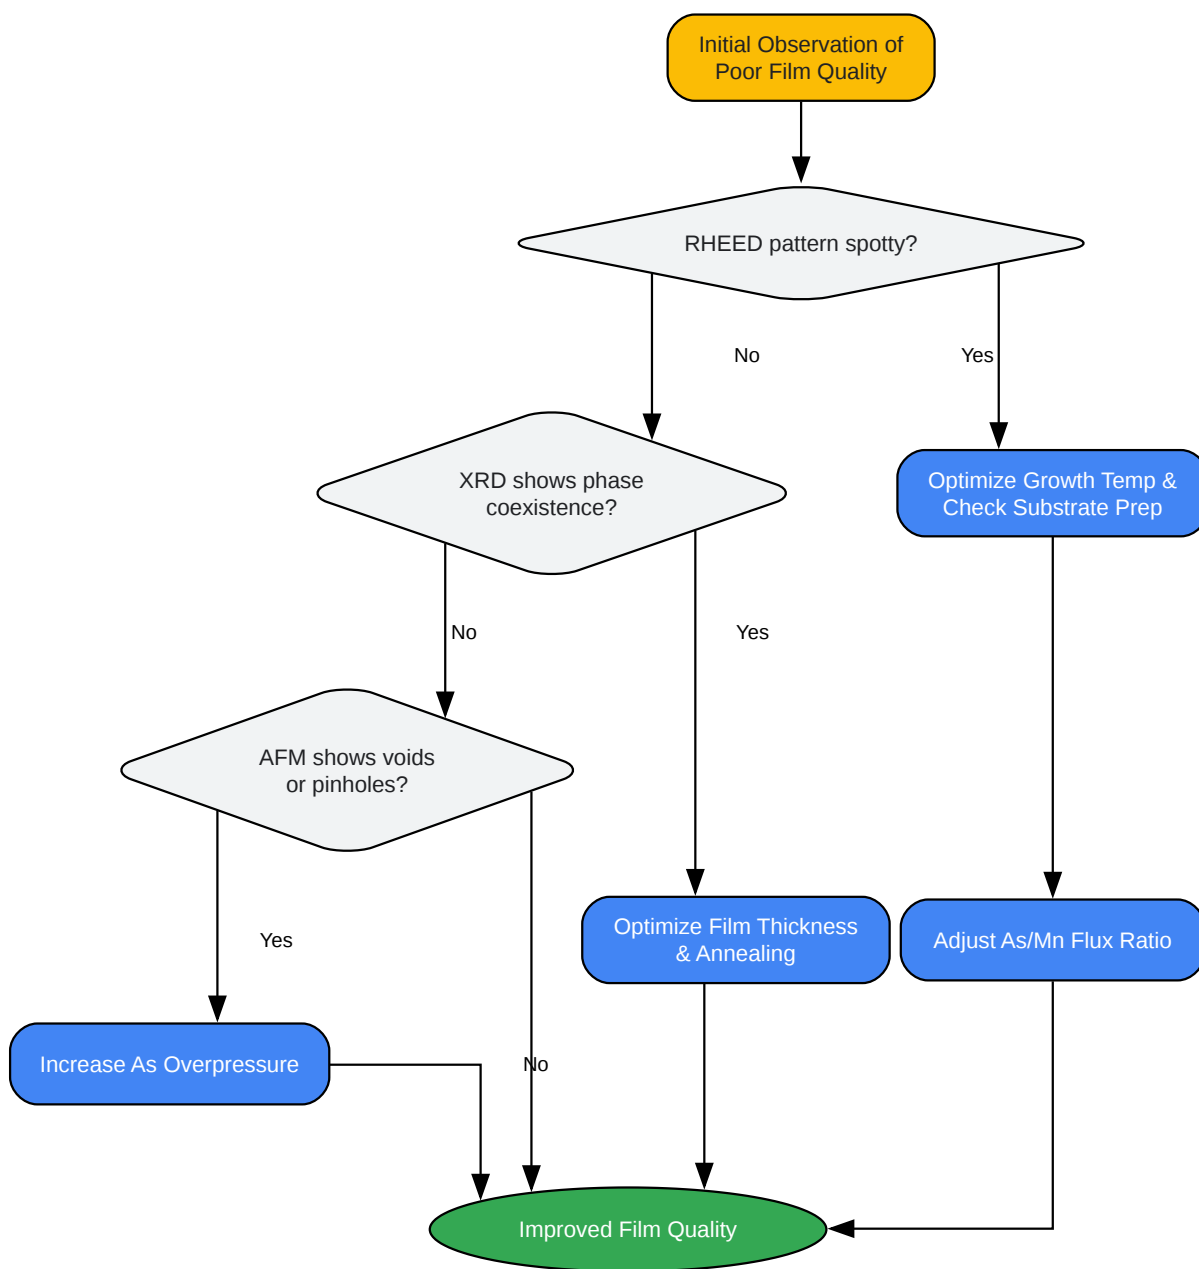 Initial Observation of
Poor Film Quality
RHEED pattern spotty?
No
Yes
XRD shows phase
coexistence?
Optimize Growth Temp &
Check Substrate Prep
No
Yes
AFM shows voids
or pinholes?
Yes
Optimize Film Thickness
& Annealing
Adjust As/Mn Flux Ratio
Increase As Overpressure
No
Improved Film Quality